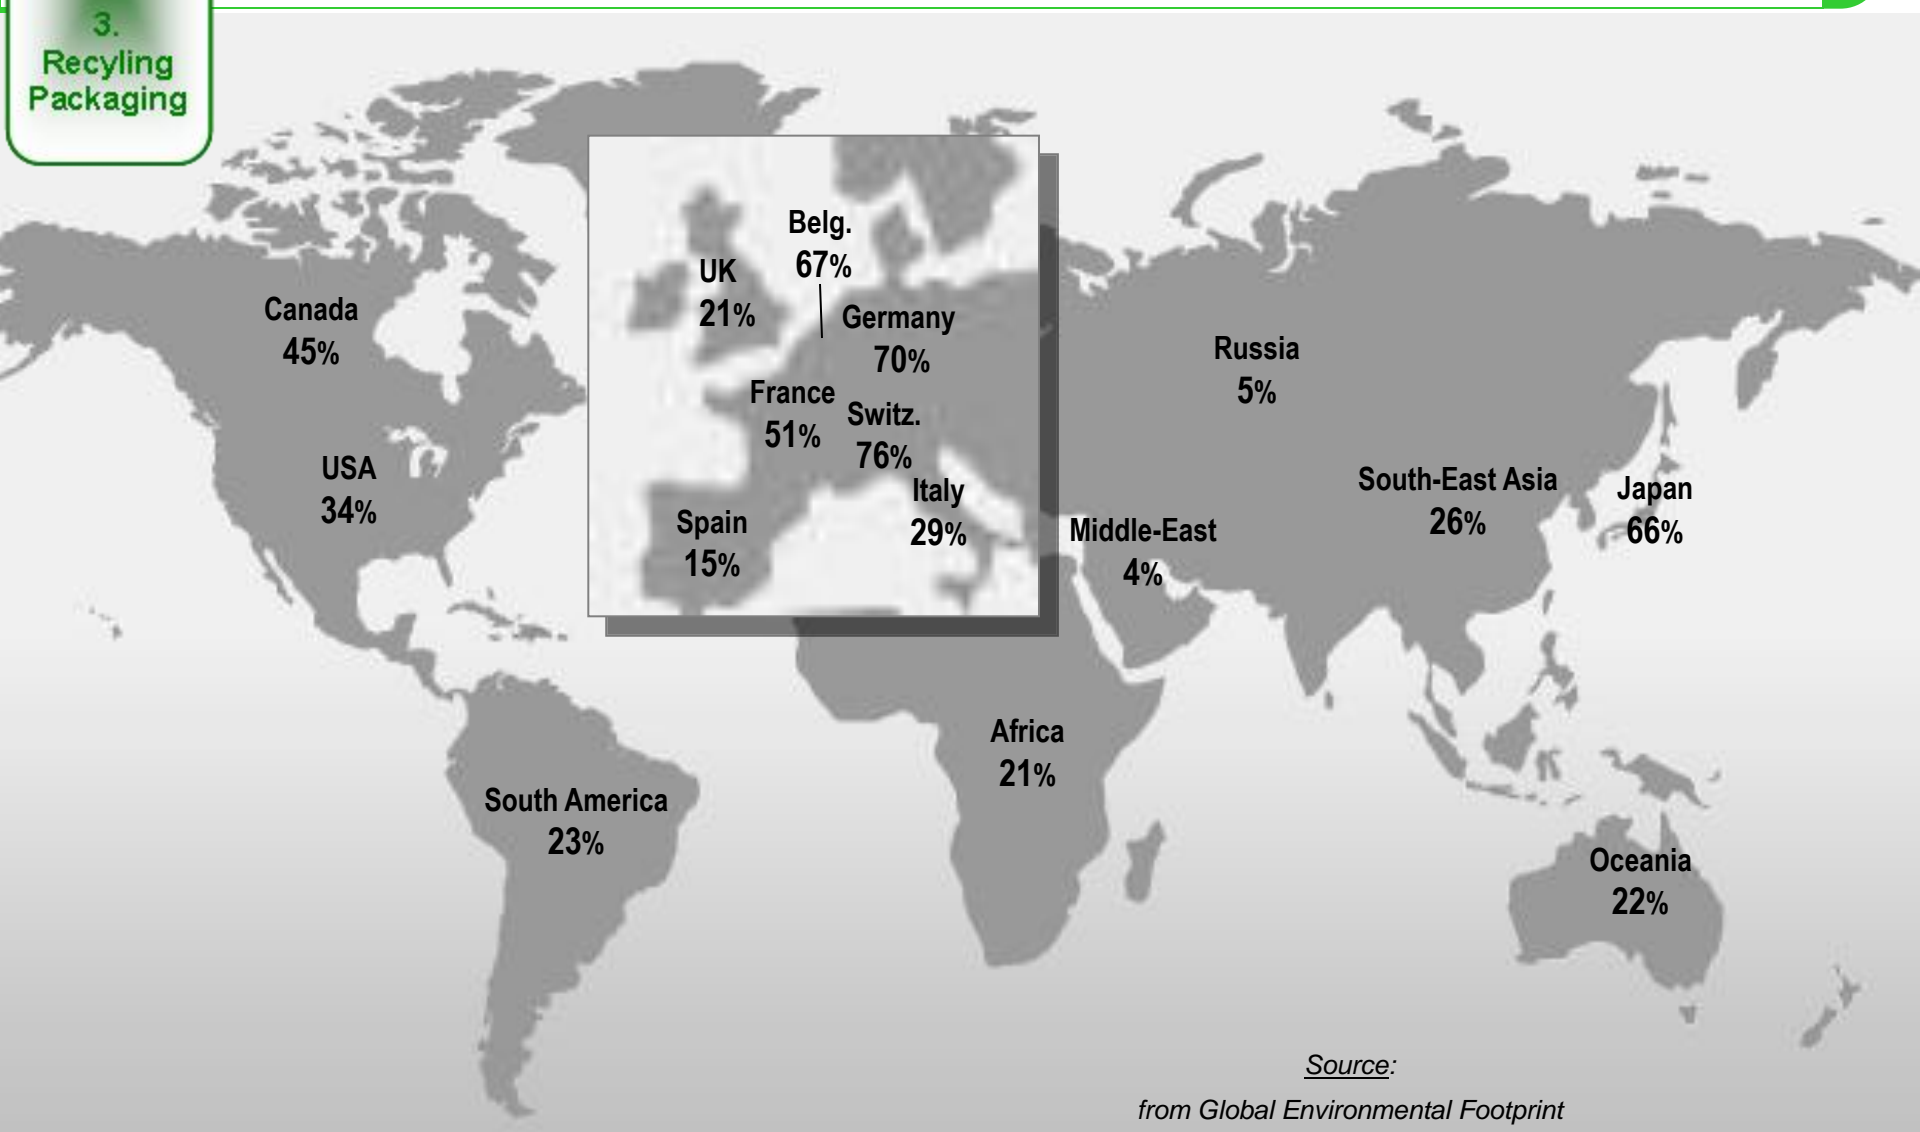 3.
Recyling
Packaging
Belg.
67%
UK
21%
Germany
70%
Canada
45%
Russia
5%
France
51%
Switz.
76%
USA
34%
Italy
29%
Spain
15%
South-East Asia
26%
Japan
66%
Middle-East
4%
Africa
21%
South America
23%
Oceania
22%
Source:
from Global Environmental Footprint